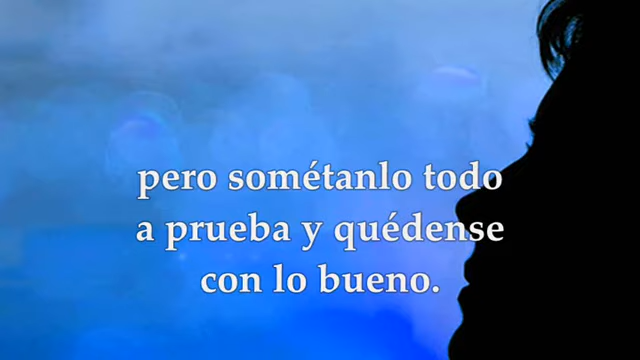 pero sométanlo todo
a prueba y quédense
con lo bueno.